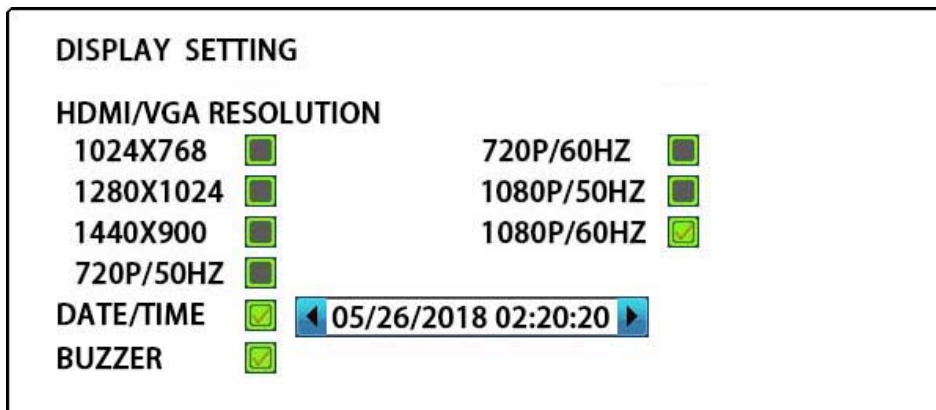 DISPLAY SETTING
HDMI/VGA RESOLUTION
1024X768 720P/60HZ
1280X1024 1080P/50HZ
1440X900 1080P/60HZ
720P/50HZ
DATE/TIME 05/26/2018 02:20:20
BUZZER